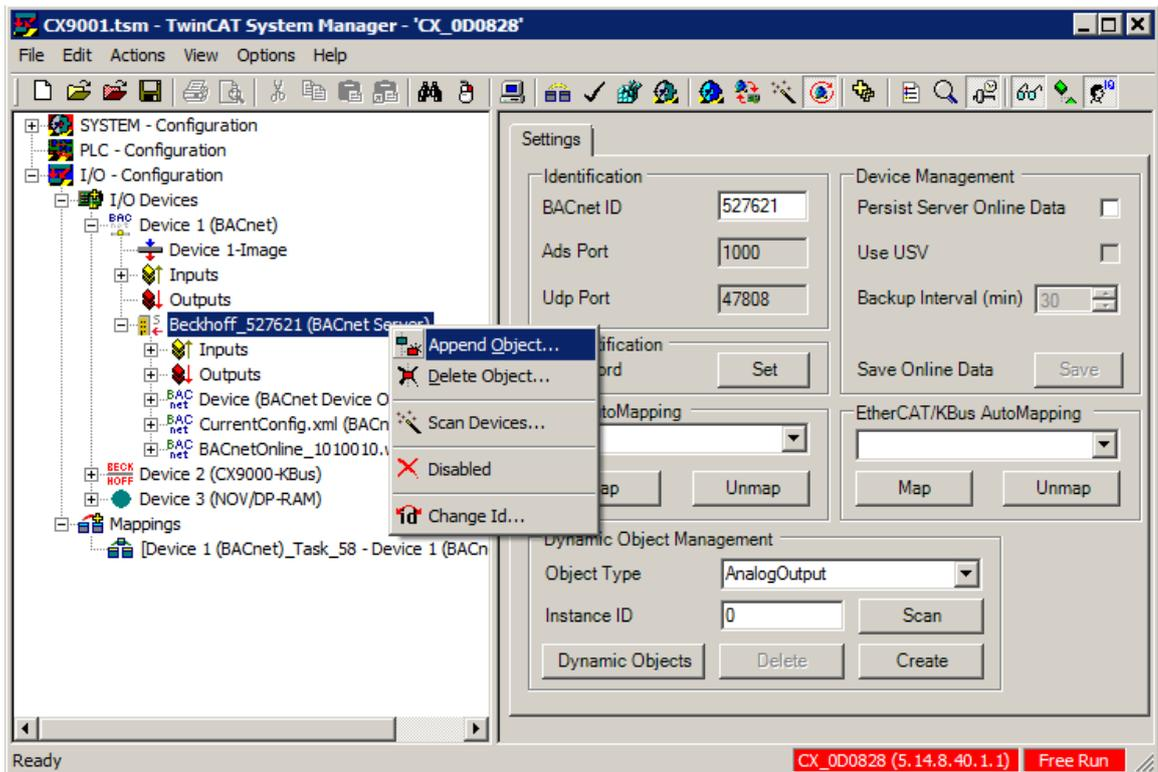 CX9001.tsm - TwinCAT System Manager - 'CX_0D0828'
File Edit Actions View Options Help
SYSTEM - Configuration
PLC - Configuration
I/O - Configuration
I/O Devices
Device 1 (BACnet)
Device 1-Image
Inputs
Outputs
Beckhoff_527621 (BACnet Server)
Inputs
Outputs
Device (BACnet Device O
CurrentConfig.xml (BACn
BACnetOnline_1010010.
Device 2 (CX9000-KBus)
Device 3 (NOV/DP-RAM)
Mappings
[Device 1 (BACnet)_Task_58 - Device 1 (BACn
Append Object...
Delete Object...
Scan Devices...
Disabled
Change Id...
Settings
Identification
BACnet ID 527621
Ads Port 1000
Udp Port 47808
Set
toMapping
Unmap
Device Management
Persist Server Online Data
Use USV
Backup Interval (min) 30
Save Online Data Save
EtherCAT/KBus AutoMapping
Map Unmap
Dynamic Object Management
Object Type AnalogOutput
Instance ID 0 Scan
Dynamic Objects Delete Create
Ready
CX_0D0828 (5.14.8.40.1.1) Free Run